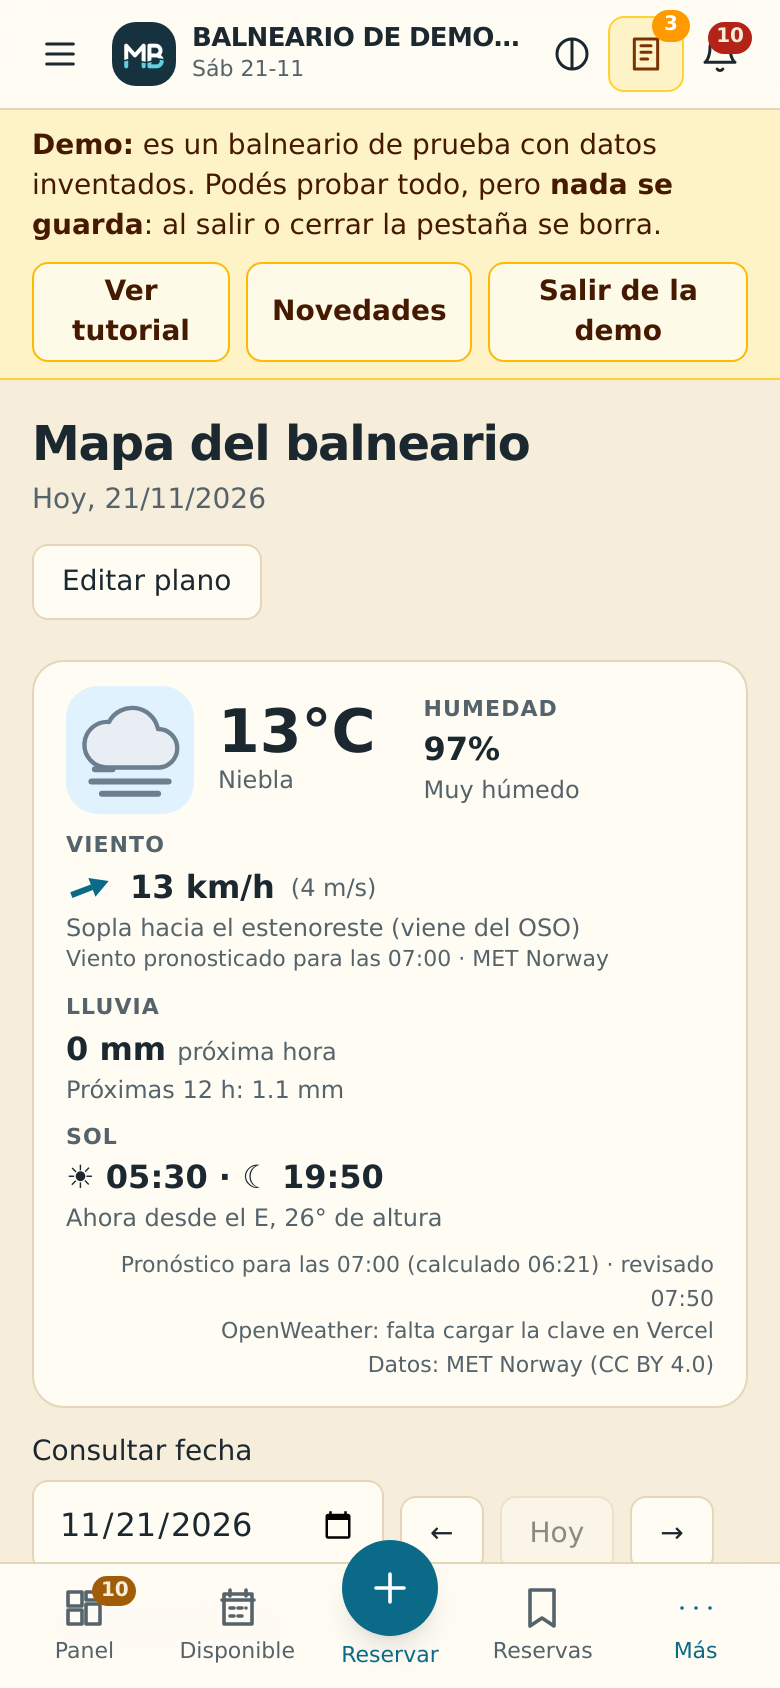 MB
BALNEARIO DE DEMO...
Sáb 21-11
3
10
Demo: es un balneario de prueba con datos
inventados. Podés probar todo, pero nada se
guarda: al salir o cerrar la pestaña se borra.
Ver
tutorial
Novedades
Salir de la
demo
Mapa del balneario
Hoy, 21/11/2026
Editar plano
13°C
Niebla
HUMEDAD
97%
Muy húmedo
VIENTO
13 km/h (4 m/s)
Sopla hacia el estenoreste (viene del OSO)
Viento pronosticado para las 07:00 · MET Norway
LLUVIA
0 mm próxima hora
Próximas 12 h: 1.1 mm
SOL
☀ 05:30 · ☾ 19:50
Ahora desde el E, 26° de altura
Pronóstico para las 07:00 (calculado 06:21) · revisado
07:50
OpenWeather: falta cargar la clave en Vercel
Datos: MET Norway (CC BY 4.0)
Consultar fecha
11/21/2026
←
Hoy
→
10
Panel
Disponible
Reservar
Reservas
Más